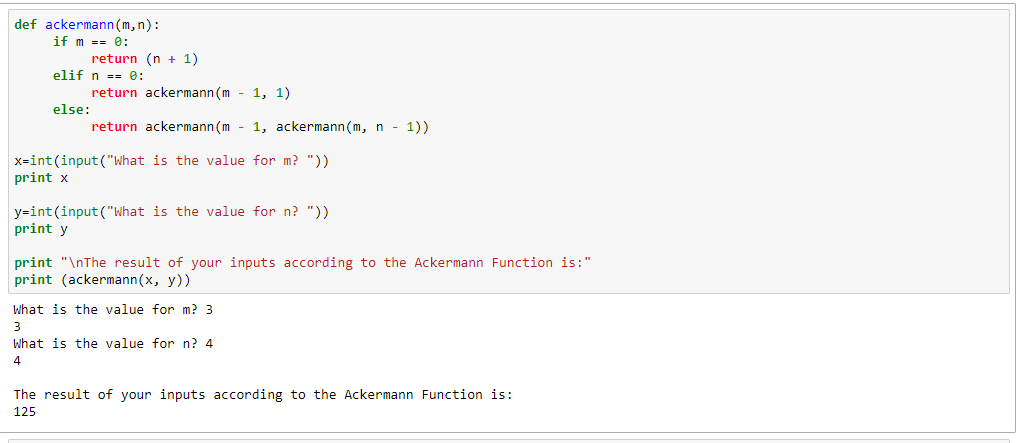 def ackermann(m,n):
     if m == 0:
          return (n + 1)
     elif n == 0:
          return ackermann(m - 1, 1)
     else:
          return ackermann(m - 1, ackermann(m, n - 1))

x=int(input("What is the value for m? "))
print x

y=int(input("What is the value for n? "))
print y

print "\nThe result of your inputs according to the Ackermann Function is:"
print (ackermann(x, y))
What is the value for m? 3
3
What is the value for n? 4
4

The result of your inputs according to the Ackermann Function is:
125